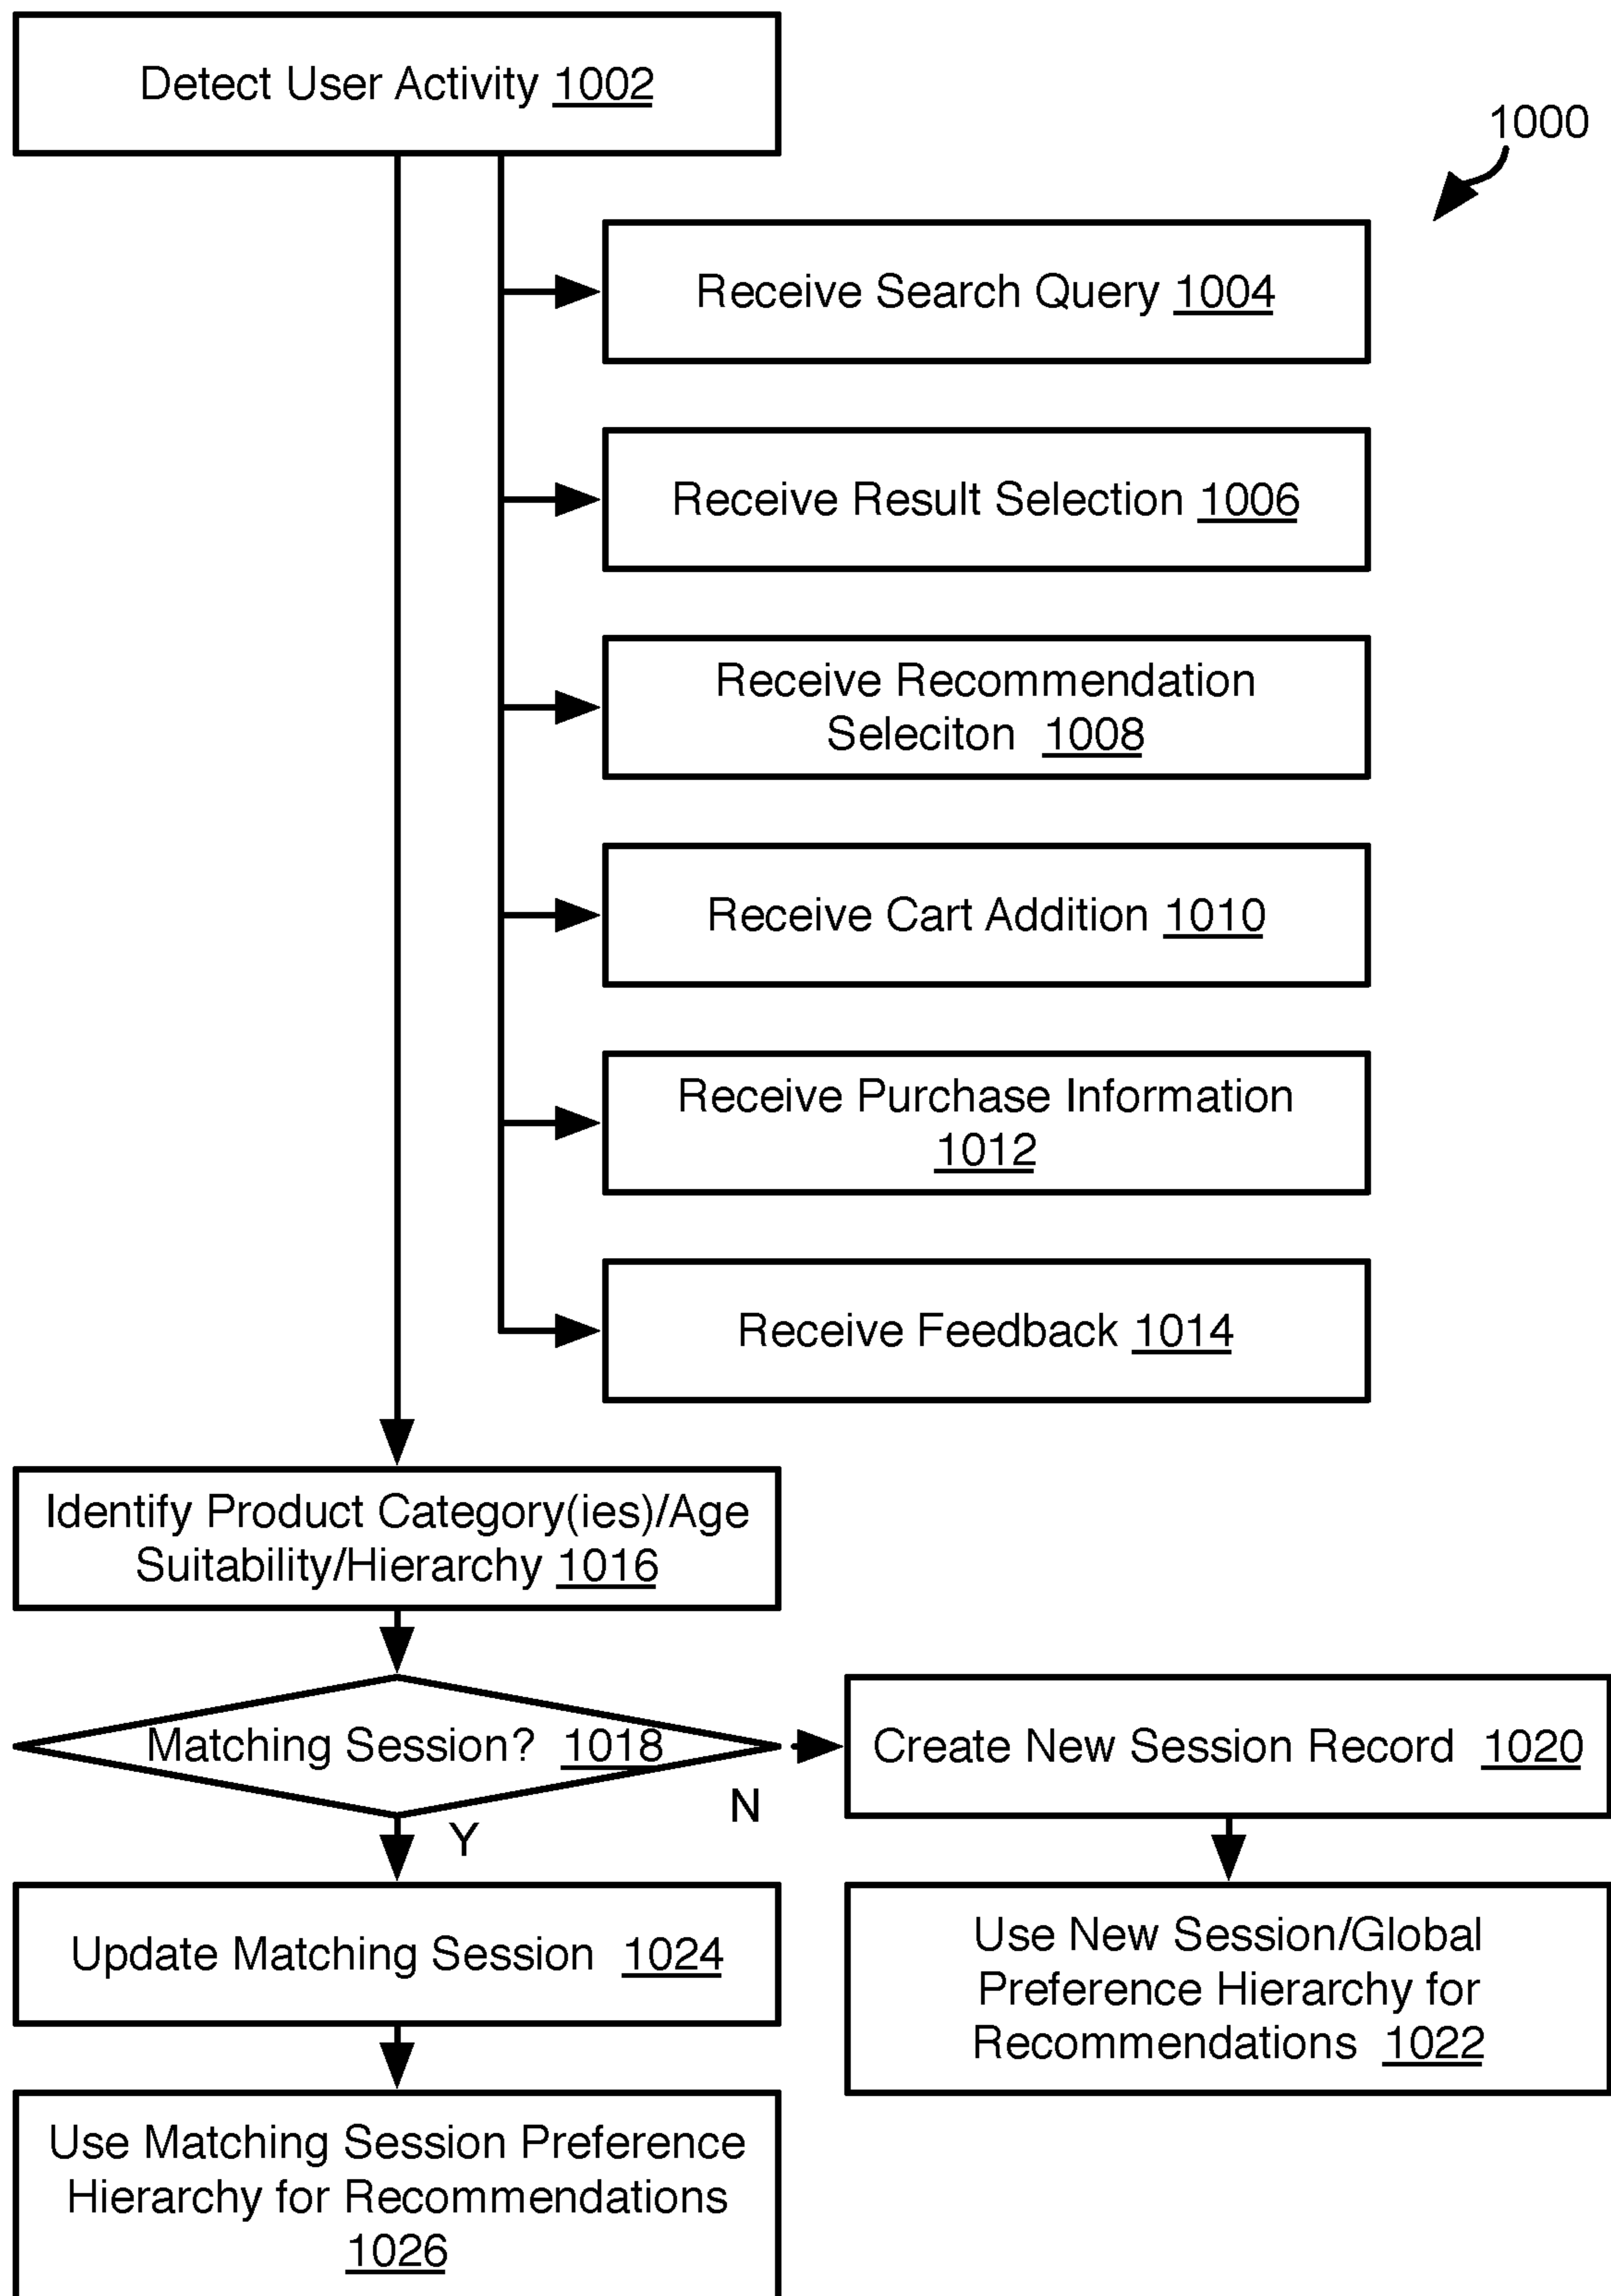 Detect User Activity 1002
1000
Receive Search Query 1004
Receive Result Selection 1006
Receive Recommendation
Seleciton 1008
Receive Cart Addition 1010
Receive Purchase Information
1012
Receive Feedback 1014
Identify Product Category(ies)/Age
Suitability/Hierarchy 1016
Matching Session? 1018
N
Y
Create New Session Record 1020
Update Matching Session 1024
Use New Session/Global
Preference Hierarchy for
Recommendations 1022
Use Matching Session Preference
Hierarchy for Recommendations
1026